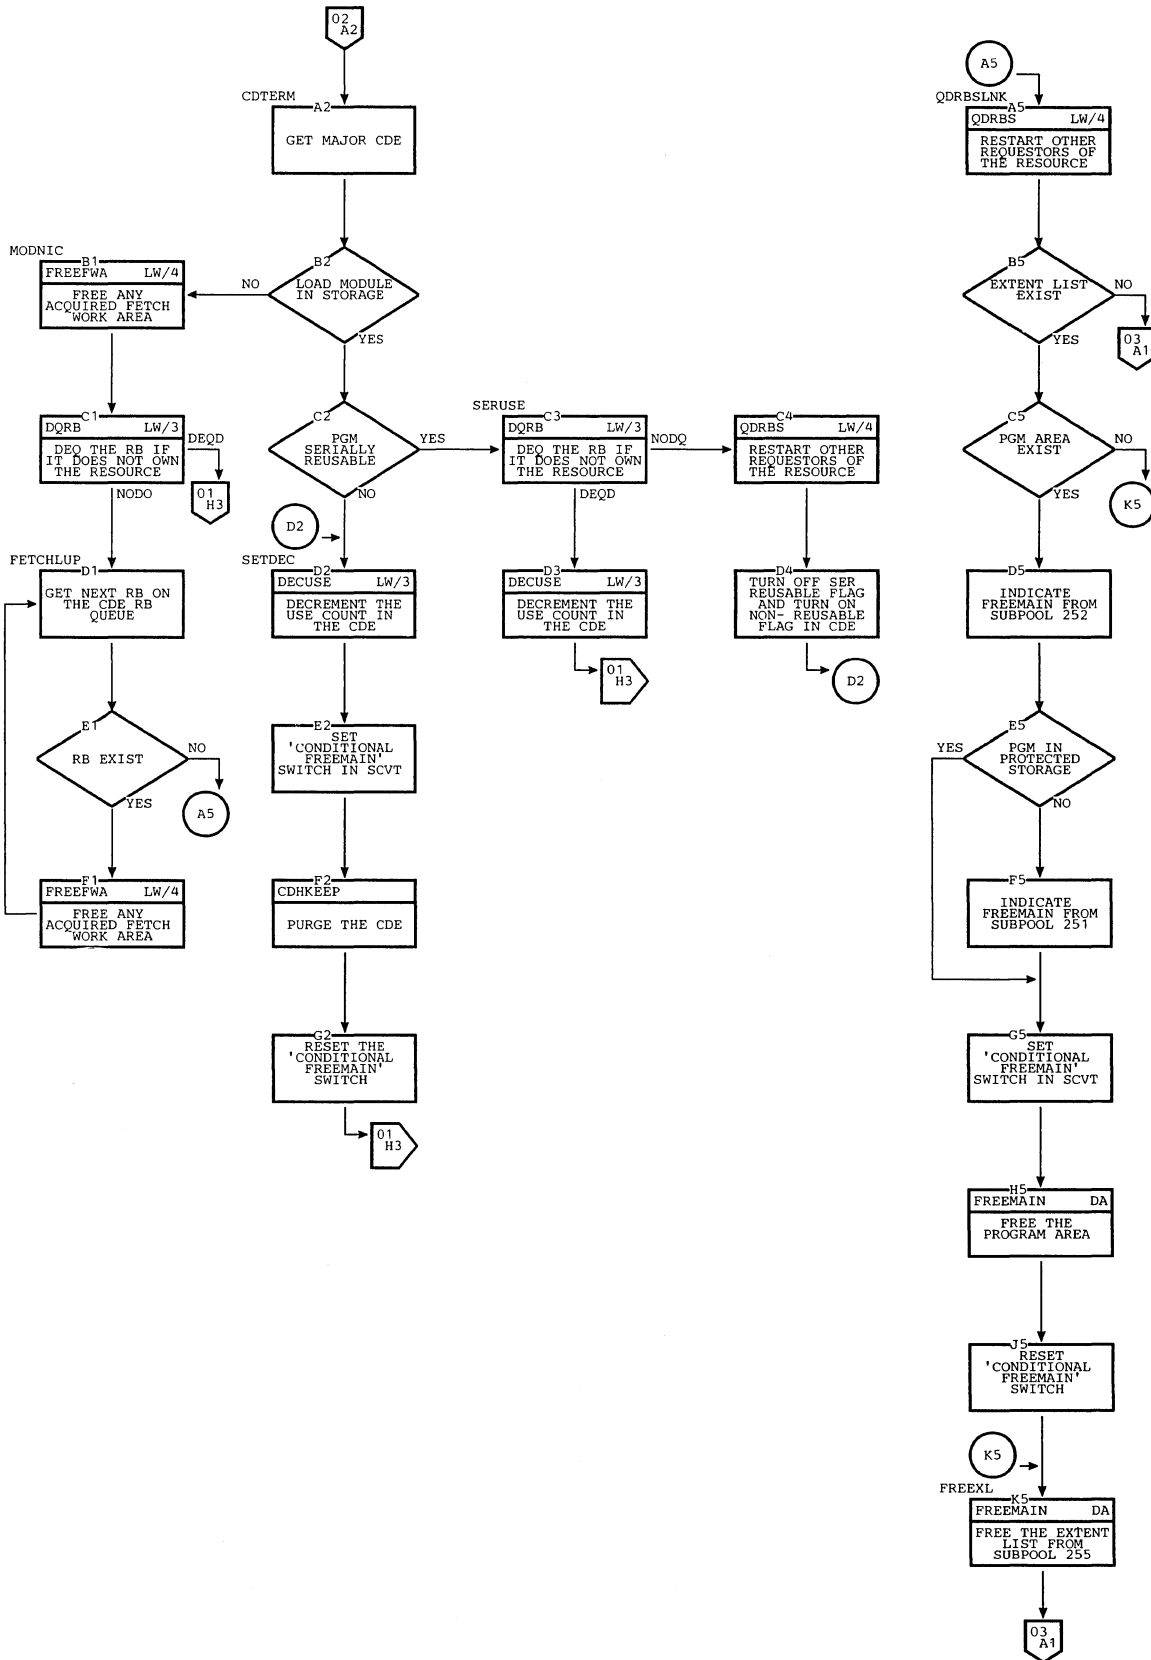 02
A2
CDTERM
A2
GET MAJOR CDE
B2
LOAD MODULE
IN STORAGE
NO
YES
MODNIC
B1
FREEFWA LW/4
FREE ANY
ACQUIRED FETCH
WORK AREA
C1
DQRB LW/3
DEQ THE RB IF
IT DOES NOT OWN
THE RESOURCE
DEQD
01
H3
NODO
FETCHLUP
D1
GET NEXT RB ON
THE CDE RB
QUEUE
E1
RB EXIST
NO
A5
YES
F1
FREEFWA LW/4
FREE ANY
ACQUIRED FETCH
WORK AREA
C2
PGM
SERIALLY
REUSABLE
YES
NO
D2
SETDEC
D2
DECUSE LW/3
DECREMENT THE
USE COUNT IN
THE CDE
E2
SET
'CONDITIONAL
FREEMAIN'
SWITCH IN SCVT
F2
CDHKEEP
PURGE THE CDE
G2
RESET THE
'CONDITIONAL
FREEMAIN'
SWITCH
01
H3
SERUSE
C3
DQRB LW/3
DEQ THE RB IF
IT DOES NOT OWN
THE RESOURCE
NODQ
DEQD
D3
DECUSE LW/3
DECREMENT THE
USE COUNT IN
THE CDE
01
H3
C4
QDRBS LW/4
RESTART OTHER
REQUESTORS OF
THE RESOURCE
D4
TURN OFF SER
REUSABLE FLAG
AND TURN ON
NON- REUSABLE
FLAG IN CDE
D2
A5
QDRBSLNK
A5
QDRBS LW/4
RESTART OTHER
REQUESTORS OF
THE RESOURCE
B5
EXTENT LIST
EXIST
NO
03
A1
YES
C5
PGM AREA
EXIST
NO
K5
YES
D5
INDICATE
FREEMAIN FROM
SUBPOOL 252
E5
PGM IN
PROTECTED
STORAGE
YES
NO
F5
INDICATE
FREEMAIN FROM
SUBPOOL 251
G5
SET
'CONDITIONAL
FREEMAIN'
SWITCH IN SCVT
H5
FREEMAIN DA
FREE THE
PROGRAM AREA
J5
RESET
'CONDITIONAL
FREEMAIN'
SWITCH
K5
FREEXL
K5
FREEMAIN DA
FREE THE EXTENT
LIST FROM
SUBPOOL 255
03
A1